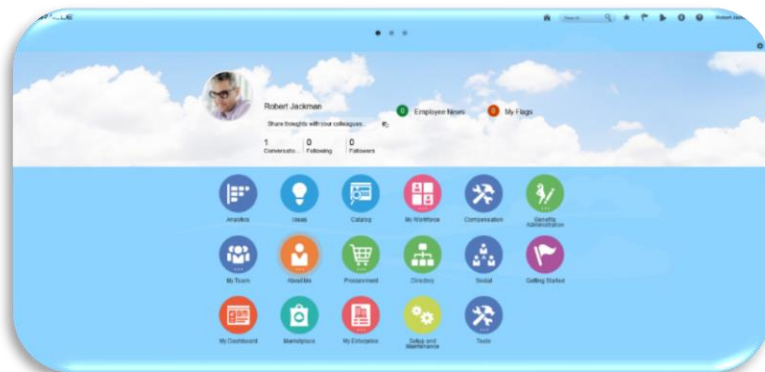 Search
Robert Jackman
Share thoughts with your colleagues...
0 Employee News
0 My Flags
1 0 0
Conversatio... Following Followers
Analytics Ideas Catalog My Workforce Compensation Benefits Administration
My Team About Me Procurement Directory Social Getting Started
My Dashboard Marketplace My Enterprise Setup and Maintenance Tools